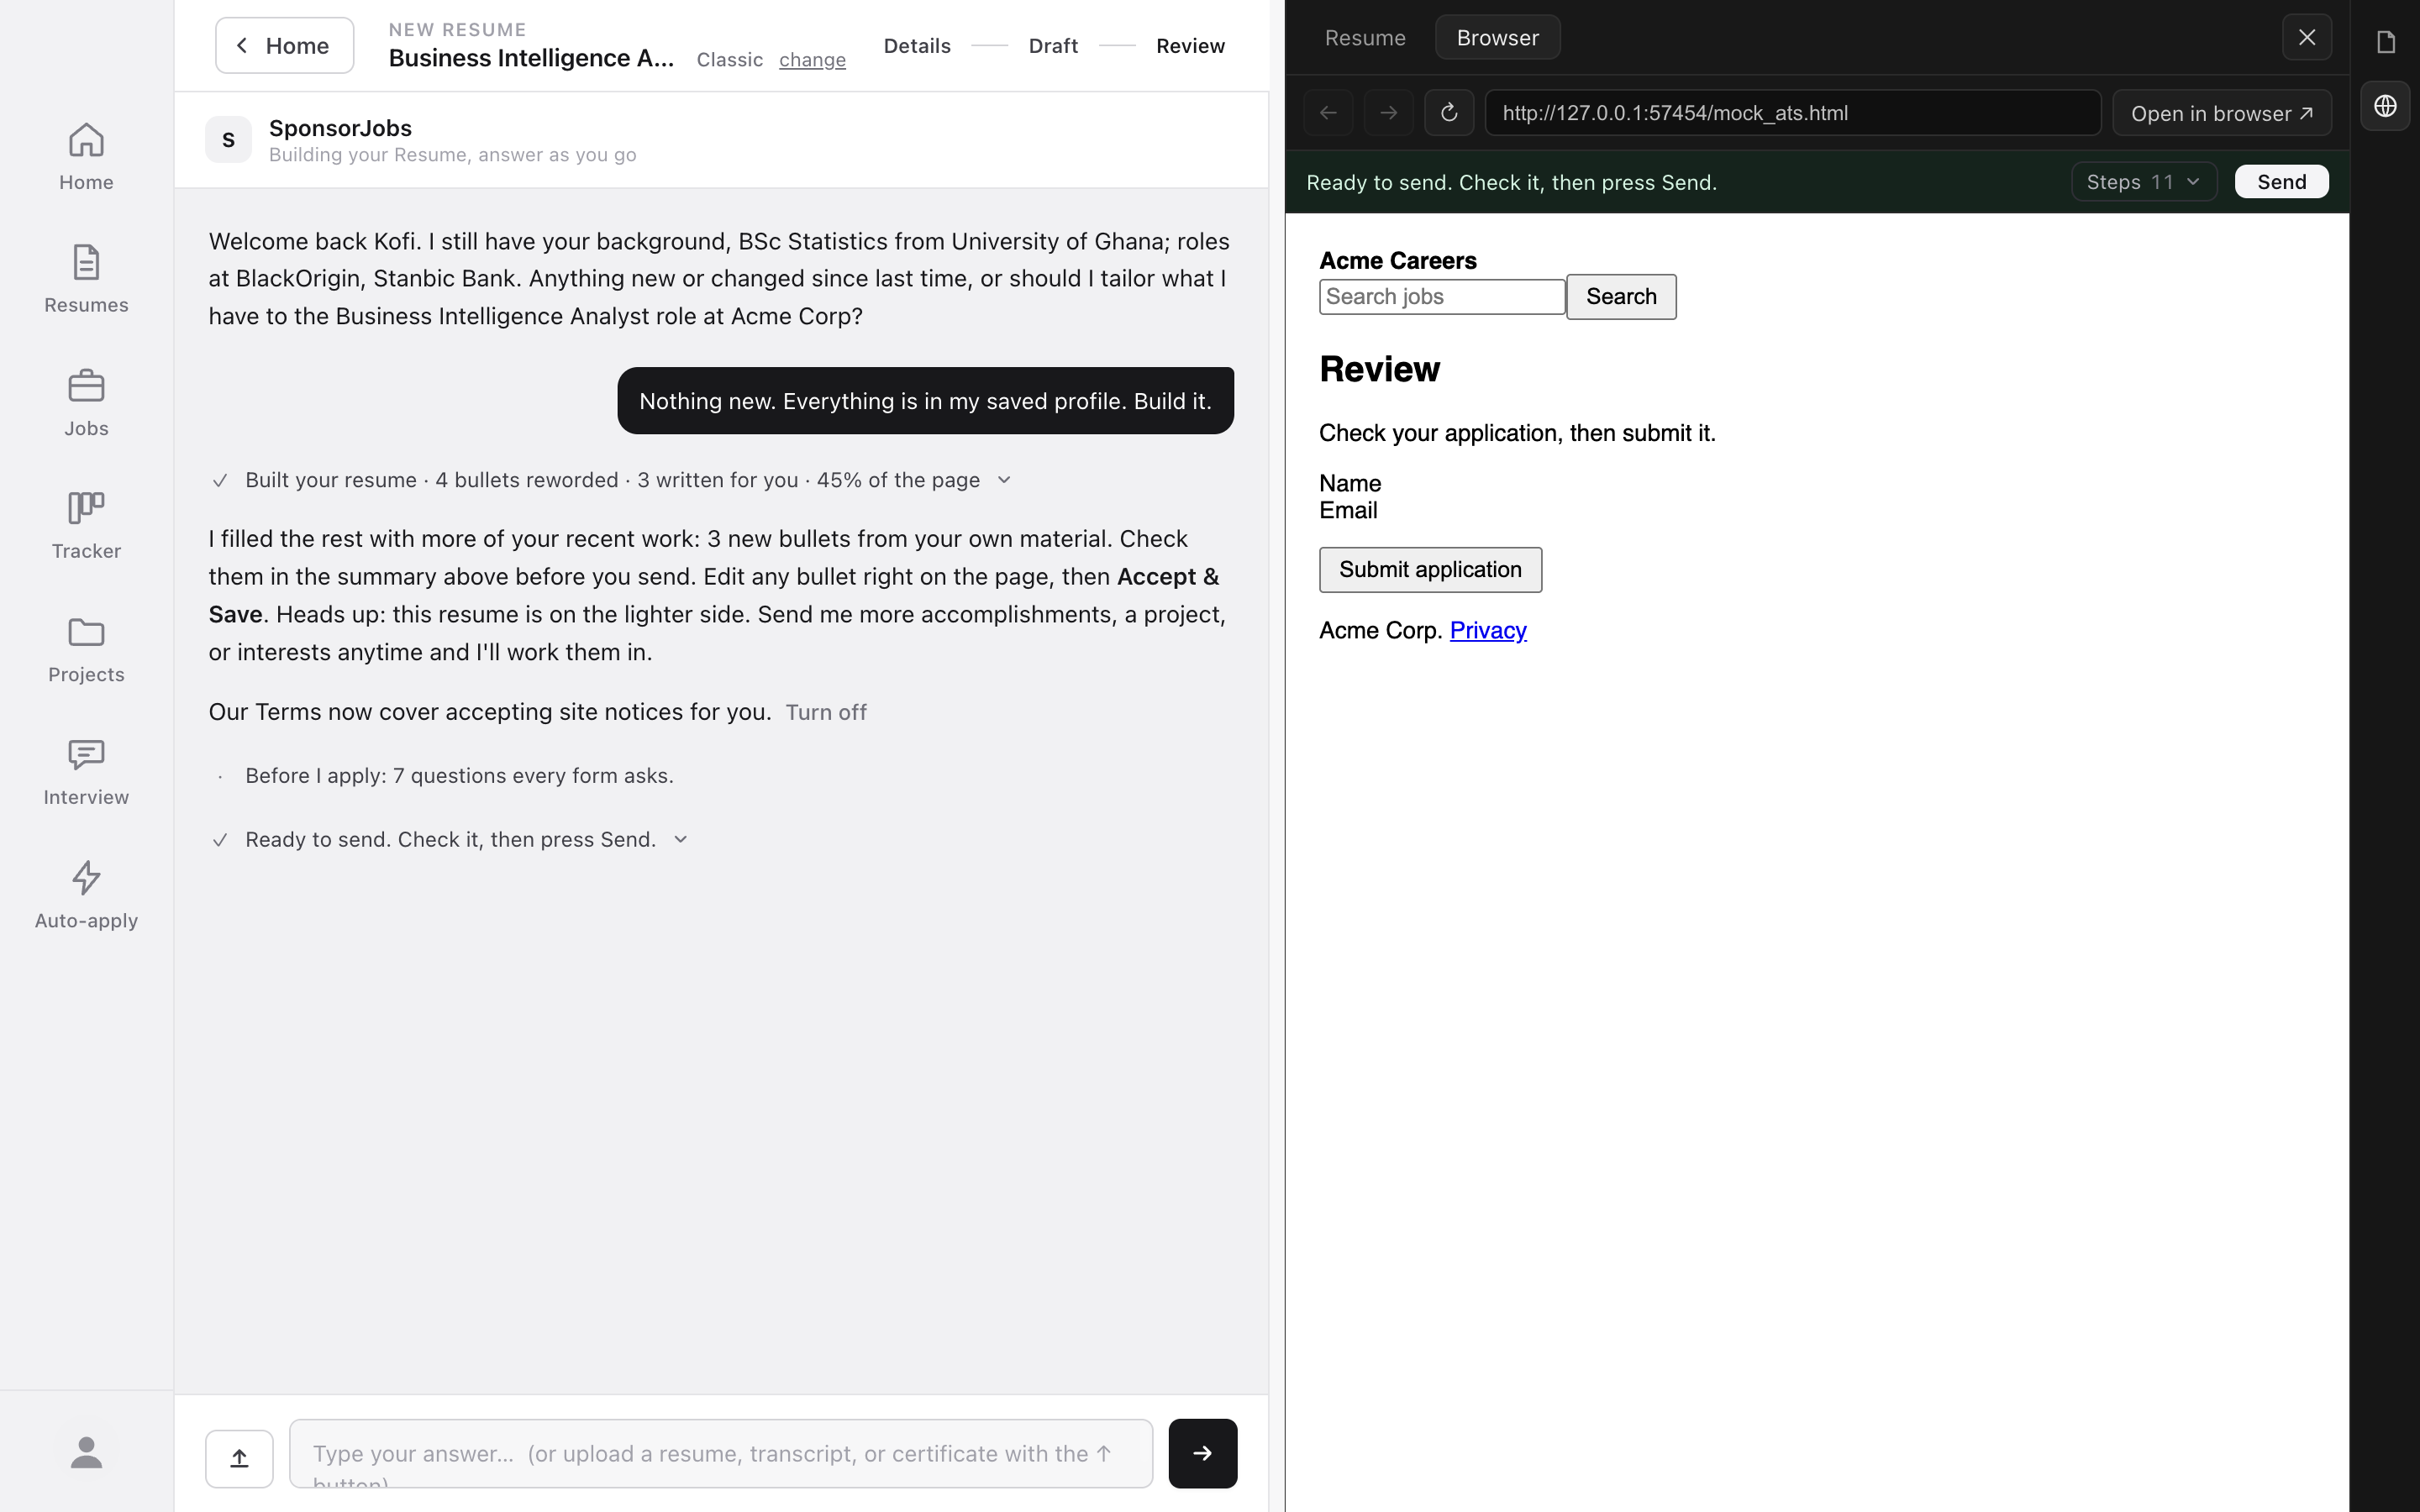 Home
NEW RESUME
Business Intelligence A...
Classic change
Details
Draft
Review
Home
Resumes
Jobs
Tracker
Projects
Interview
Auto-apply
S
SponsorJobs
Building your Resume, answer as you go
Welcome back Kofi. I still have your background, BSc Statistics from University of Ghana; roles
at BlackOrigin, Stanbic Bank. Anything new or changed since last time, or should I tailor what I
have to the Business Intelligence Analyst role at Acme Corp?
Nothing new. Everything is in my saved profile. Build it.
✓ Built your resume · 4 bullets reworded · 3 written for you · 45% of the page
I filled the rest with more of your recent work: 3 new bullets from your own material. Check
them in the summary above before you send. Edit any bullet right on the page, then Accept &
Save. Heads up: this resume is on the lighter side. Send me more accomplishments, a project,
or interests anytime and I'll work them in.
Our Terms now cover accepting site notices for you. Turn off
· Before I apply: 7 questions every form asks.
✓ Ready to send. Check it, then press Send.
Type your answer... (or upload a resume, transcript, or certificate with the ↑
button)
Resume
Browser
http://127.0.0.1:57454/mock_ats.html
Open in browser ↗
Ready to send. Check it, then press Send.
Steps 11
Send
Acme Careers
Search jobs
Search
Review
Check your application, then submit it.
Name
Email
Submit application
Acme Corp. Privacy